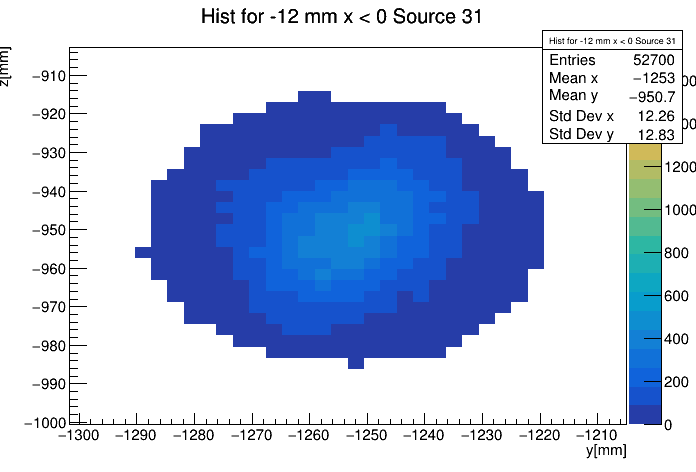 Hist for -12 mm x < 0 Source 31
z[mm]
Hist for -12 mm x < 0 Source 31
Entries 52700
Mean x −1253
Mean y −950.7
Std Dev x 12.26
Std Dev y 12.83
−910
−920
−930
−940
−950
−960
−970
−980
−990
−1000
1200
1000
800
600
400
200
0
−1300 −1290 −1280 −1270 −1260 −1250 −1240 −1230 −1220 −1210
y[mm]